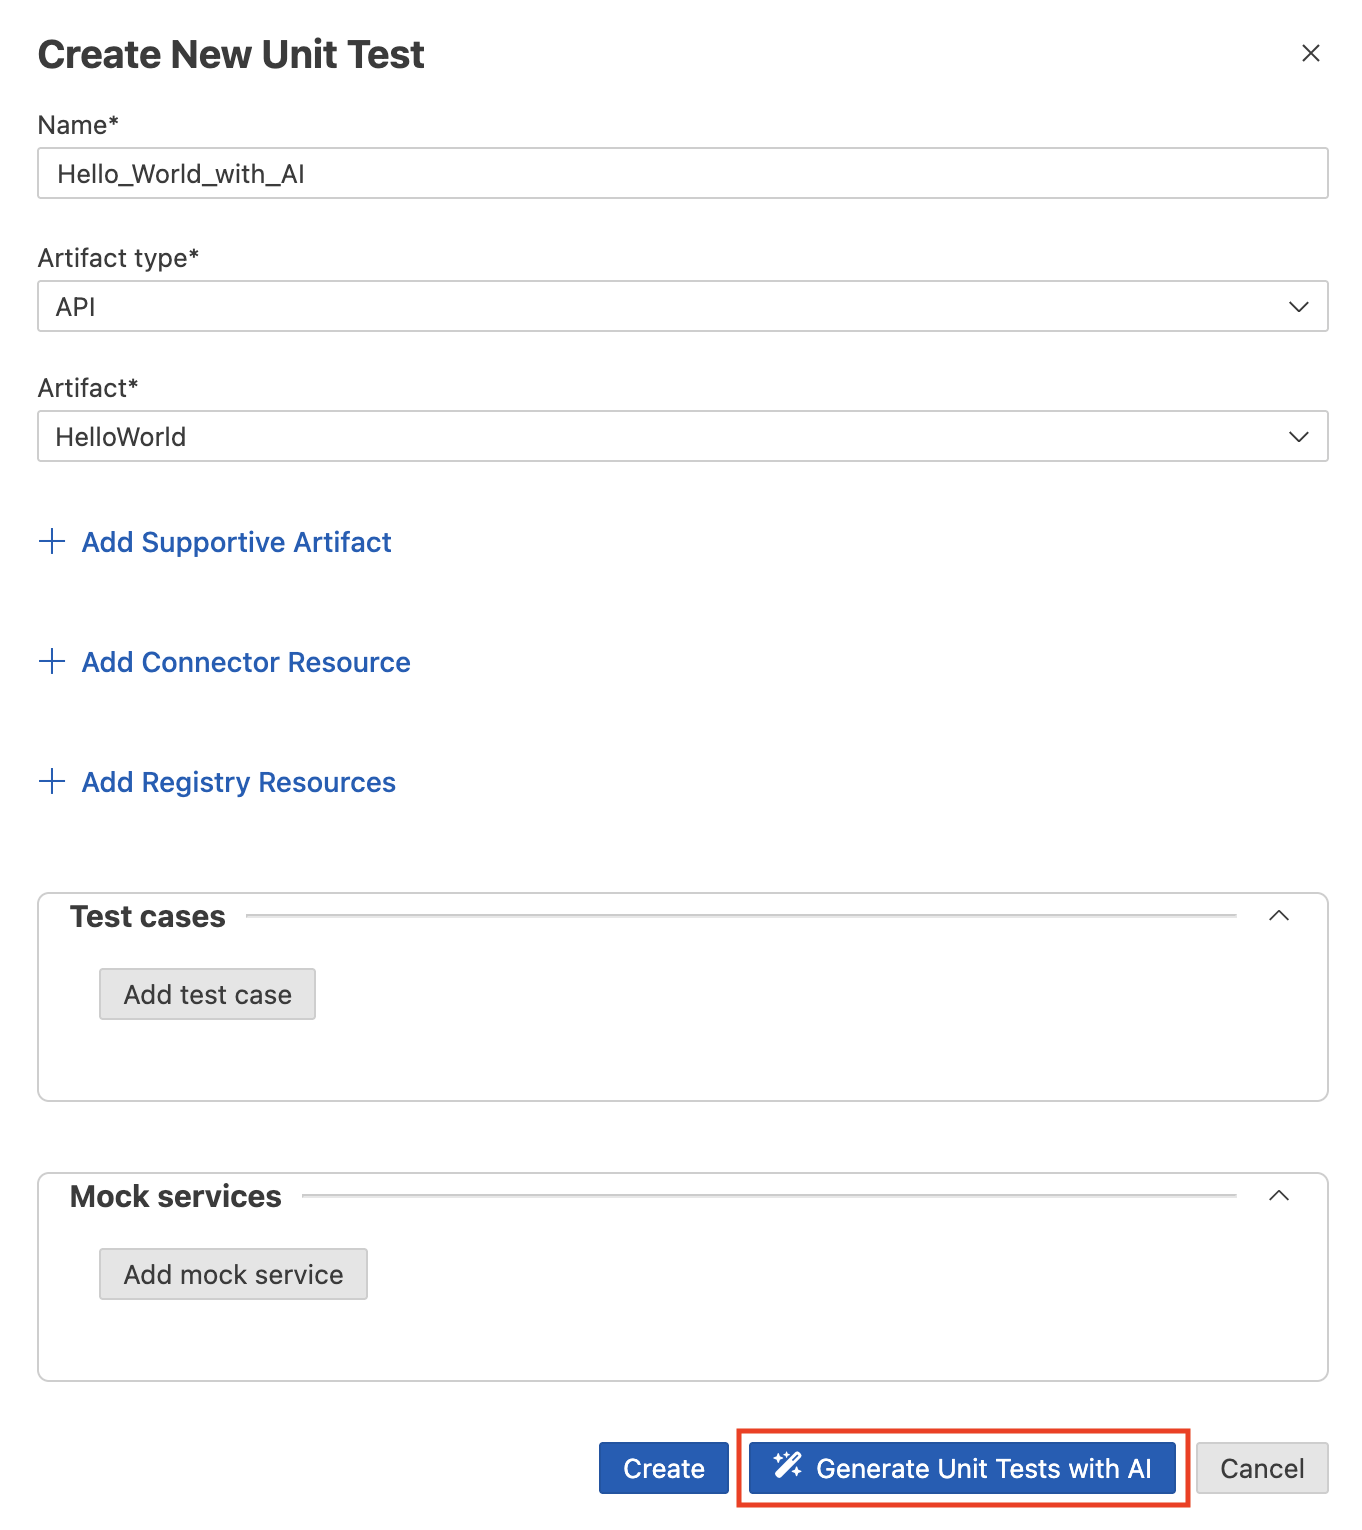 Create New Unit Test
Name*
Hello_World_with_AI
Artifact type*
API
Artifact*
HelloWorld
Add Supportive Artifact
Add Connector Resource
Add Registry Resources
Test cases
Add test case
Mock services
Add mock service
Create Generate Unit Tests with AI Cancel